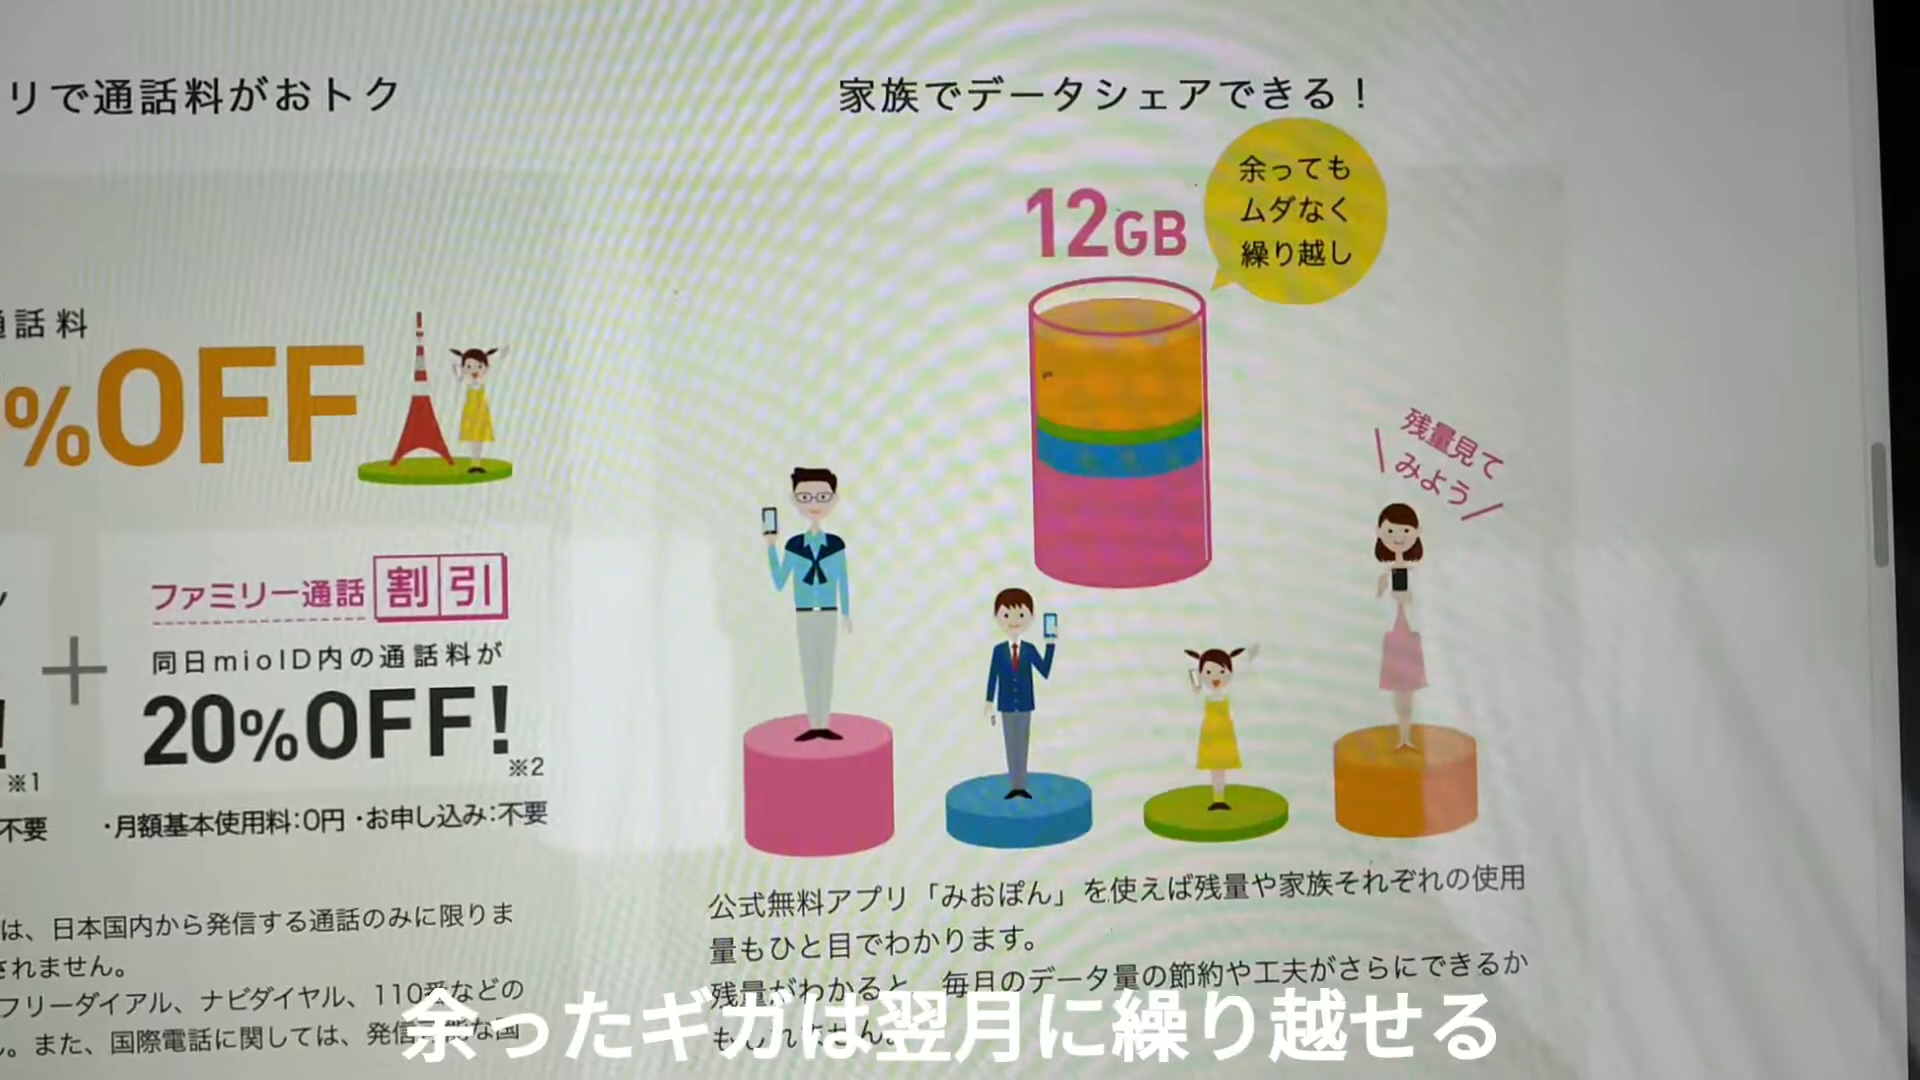 リで通話料がおトク
通話料
%OFF
ファミリー通話割引
+
同日mioID内の通話料が
20%OFF!
※2
!
※1
不要
・月額基本使用料:0円・お申し込み:不要
は、日本国内から発信する通話のみに限りま
されません。
フリーダイアル、ナビダイヤル、110番などの
。また、国際電話に関しては、発信
な国
家族でデータシェアできる!
12GB
余っても
ムダなく
繰り越し
残量見て
みよう
公式無料アプリ「みおぽん」を使えば残量や家族それぞれの使用
量もひと目でわかります。
残量がわかると、毎月のデータ量の節約や工夫がさらにできるか
余ったギガは翌月に繰り越せる